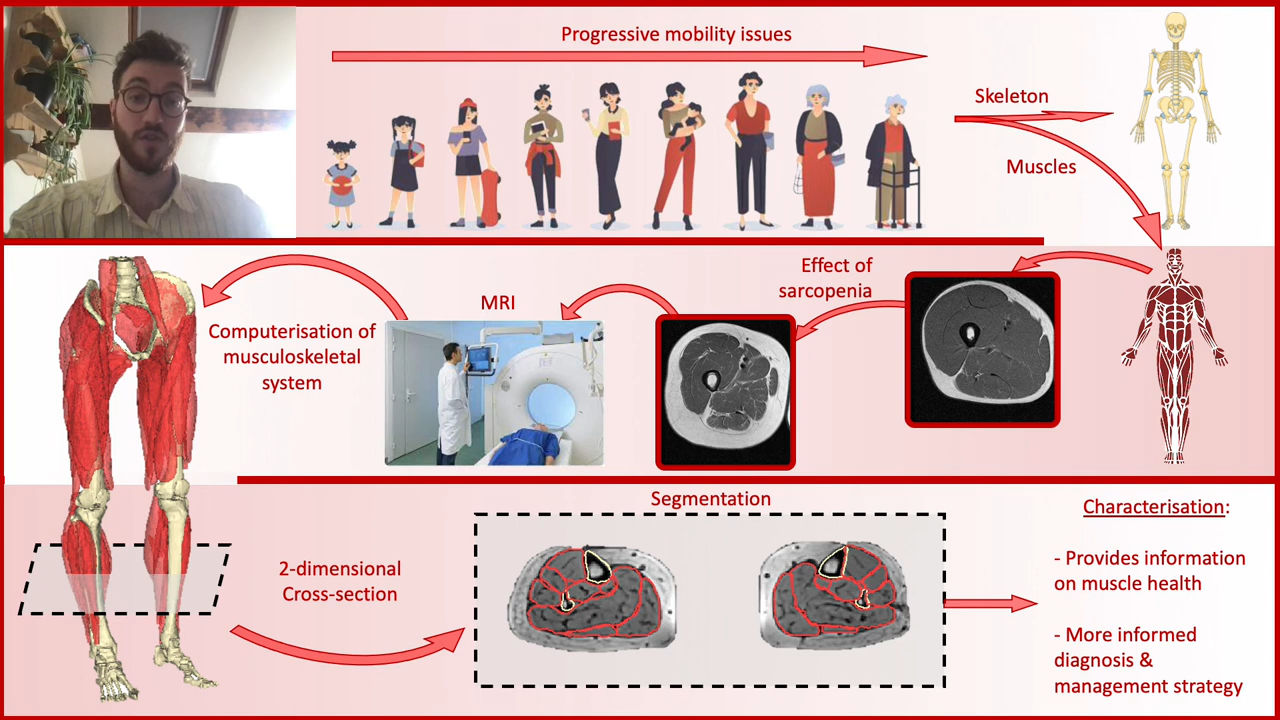 Progressive mobility issues
Skeleton
Muscles
Effect of
sarcopenia
MRI
Computerisation of
musculoskeletal
system
2-dimensional
Cross-section
Segmentation
Characterisation:
- Provides information
on muscle health
- More informed
diagnosis &
management strategy